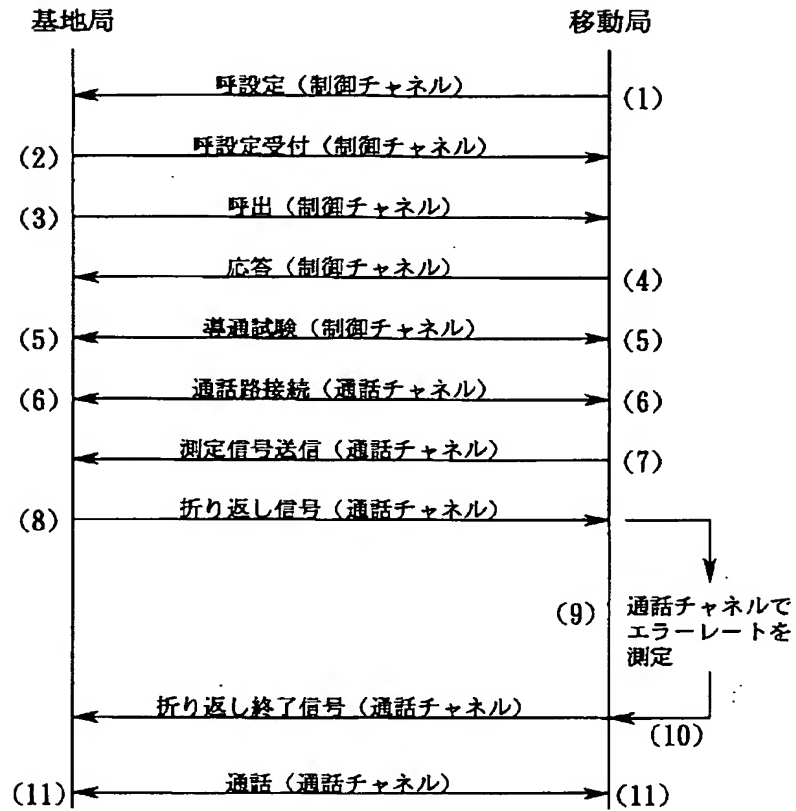 基地局 移動局
呼設定(制御チャネル) (1)
(2) 呼設定受付(制御チャネル)
(3) 呼出(制御チャネル)
応答(制御チャネル) (4)
(5) 導通試験(制御チャネル) (5)
(6) 通話路接続(通話チャネル) (6)
測定信号送信(通話チャネル) (7)
(8) 折り返し信号(通話チャネル)
(9) 通話チャネルで
エラーレートを
測定
折り返し終了信号(通話チャネル) (10)
(11) 通話(通話チャネル) (11)